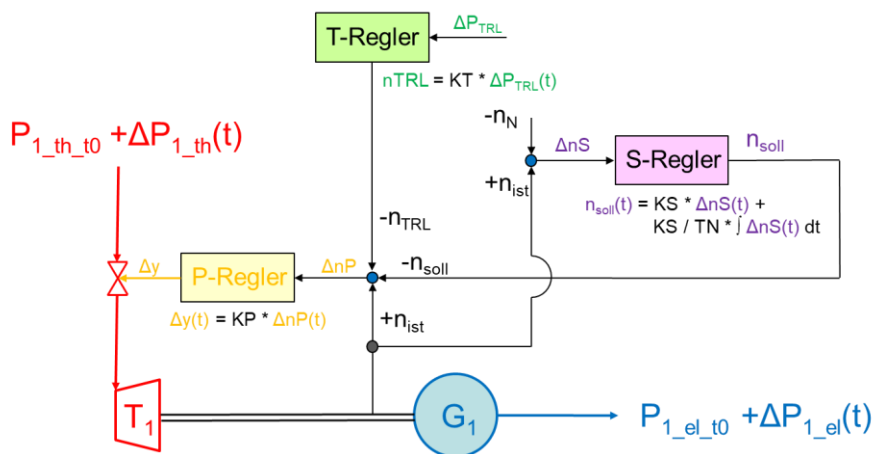 ΔP_TRL
T-Regler
nTRL = KT * ΔP_TRL(t)
P_1_th_t0 +ΔP_1_th(t)
-n_N
ΔnS
S-Regler
n_soll
+n_ist
n_soll(t) = KS * ΔnS(t) +
KS / TN * ∫ ΔnS(t) dt
-n_TRL
Δy
P-Regler
ΔnP
-n_soll
Δy(t) = KP * ΔnP(t)
+n_ist
T_1
G_1
P_1_el_t0 +ΔP_1_el(t)